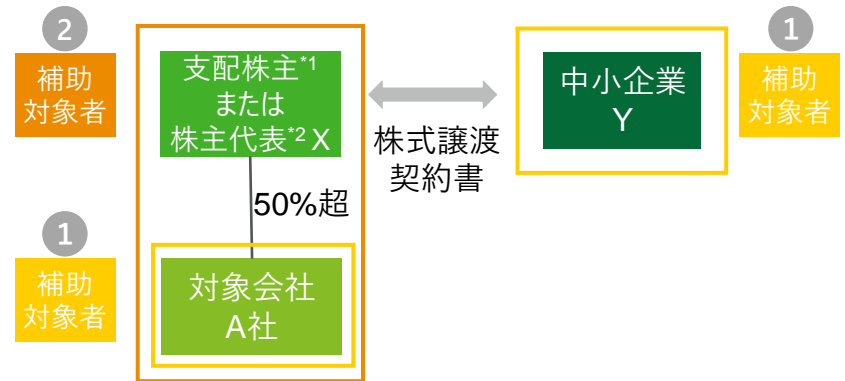 2
補助
対象者
支配株主*1
または
株主代表*2 X
株式譲渡
契約書
中小企業
Y
1
補助
対象者
50%超
1
補助
対象者
対象会社
A社